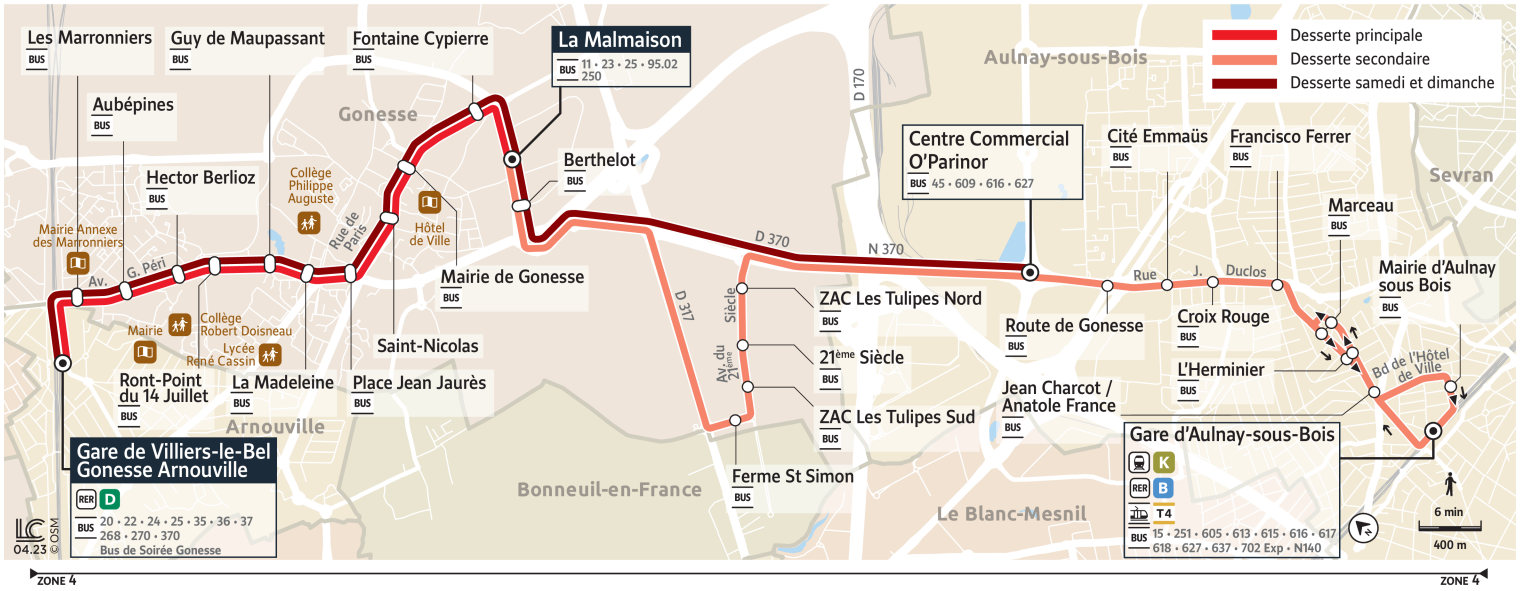 Les Marronniers
BUS
Guy de Maupassant
BUS
Fontaine Cypierre
BUS
La Malmaison
BUS 11 • 23 • 25 • 95.02
250
D 170
Aulnay-sous-Bois
Desserte principale
Desserte secondaire
Desserte samedi et dimanche
Aubépines
BUS
Gonesse
Centre Commercial
O'Parinor
BUS 45 • 609 • 616 • 627
Cité Emmaüs
BUS
Francisco Ferrer
BUS
Sevran
Hector Berlioz
BUS
Collège
Philippe
Auguste
Berthelot
BUS
Marceau
BUS
Mairie Annexe
des Marronniers
Rue de
Paris
Hôtel
de Ville
Av. G. Péri
D 370
N 370
Rue J. Duclos
Mairie d'Aulnay
sous Bois
BUS
Mairie de Gonesse
BUS
D 317
Siècle
Av. du
21ème
ZAC Les Tulipes Nord
BUS
Route de Gonesse
BUS
Croix Rouge
BUS
Mairie
Collège
Robert Doisneau
Lycée
René Cassin
Saint-Nicolas
BUS
21ème Siècle
BUS
L'Herminier
BUS
Bd de l'Hôtel
de Ville
Ront-Point
du 14 Juillet
BUS
La Madeleine
BUS
Place Jean Jaurès
BUS
Jean Charcot /
Anatole France
BUS
ZAC Les Tulipes Sud
BUS
Arnouville
Gare de Villiers-le-Bel
Gonesse Arnouville
RER D
BUS 20 • 22 • 24 • 25 • 35 • 36 • 37
268 • 270 • 370
Bus de Soirée Gonesse
Ferme St Simon
BUS
Bonneuil-en-France
Le Blanc-Mesnil
Gare d'Aulnay-sous-Bois
K
RER B
T4
BUS 15 • 251 • 605 • 613 • 615 • 616 • 617
618 • 627 • 637 • 702 Exp • N140
6 min
400 m
LC
04.23 © OSM
ZONE 4
ZONE 4